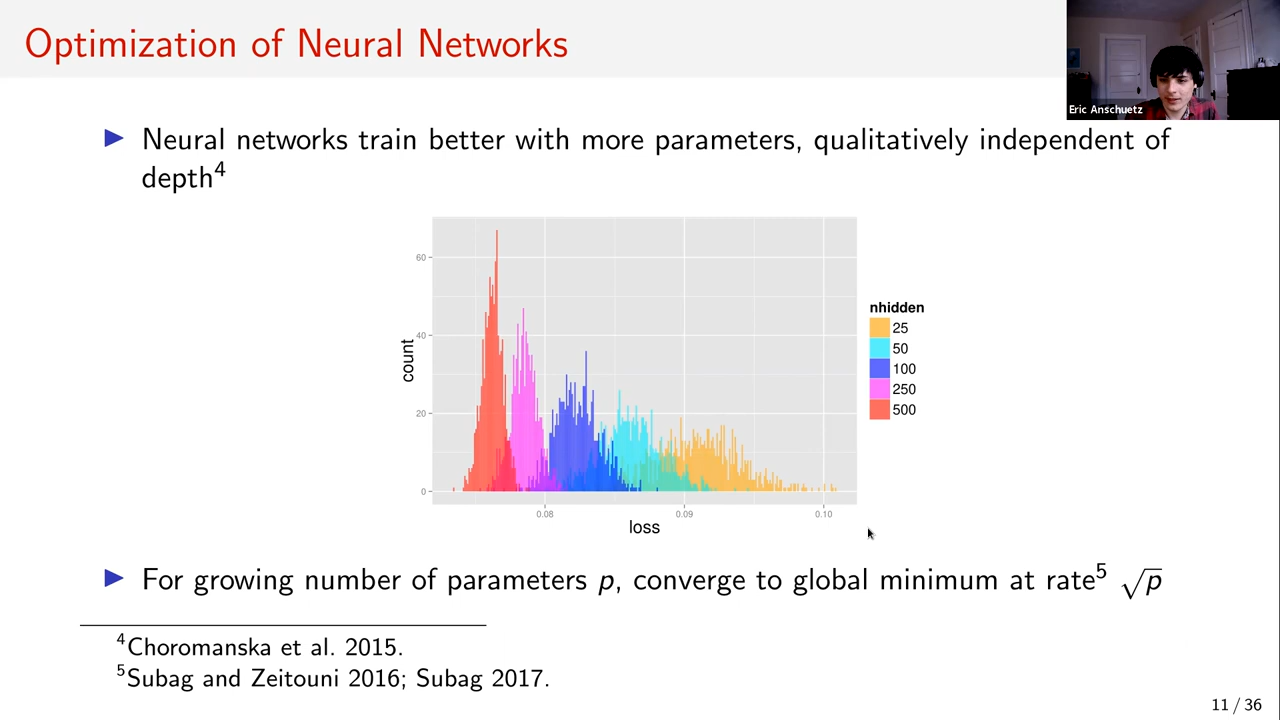 Optimization of Neural Networks
Eric Anschuetz
▶ Neural networks train better with more parameters, qualitatively independent of
depth⁴
60
40
20
0
count
0.08 0.09 0.10
loss
nhidden
25
50
100
250
500
▶ For growing number of parameters p, converge to global minimum at rate⁵ √p
⁴Choromanska et al. 2015.
⁵Subag and Zeitouni 2016; Subag 2017.
11 / 36